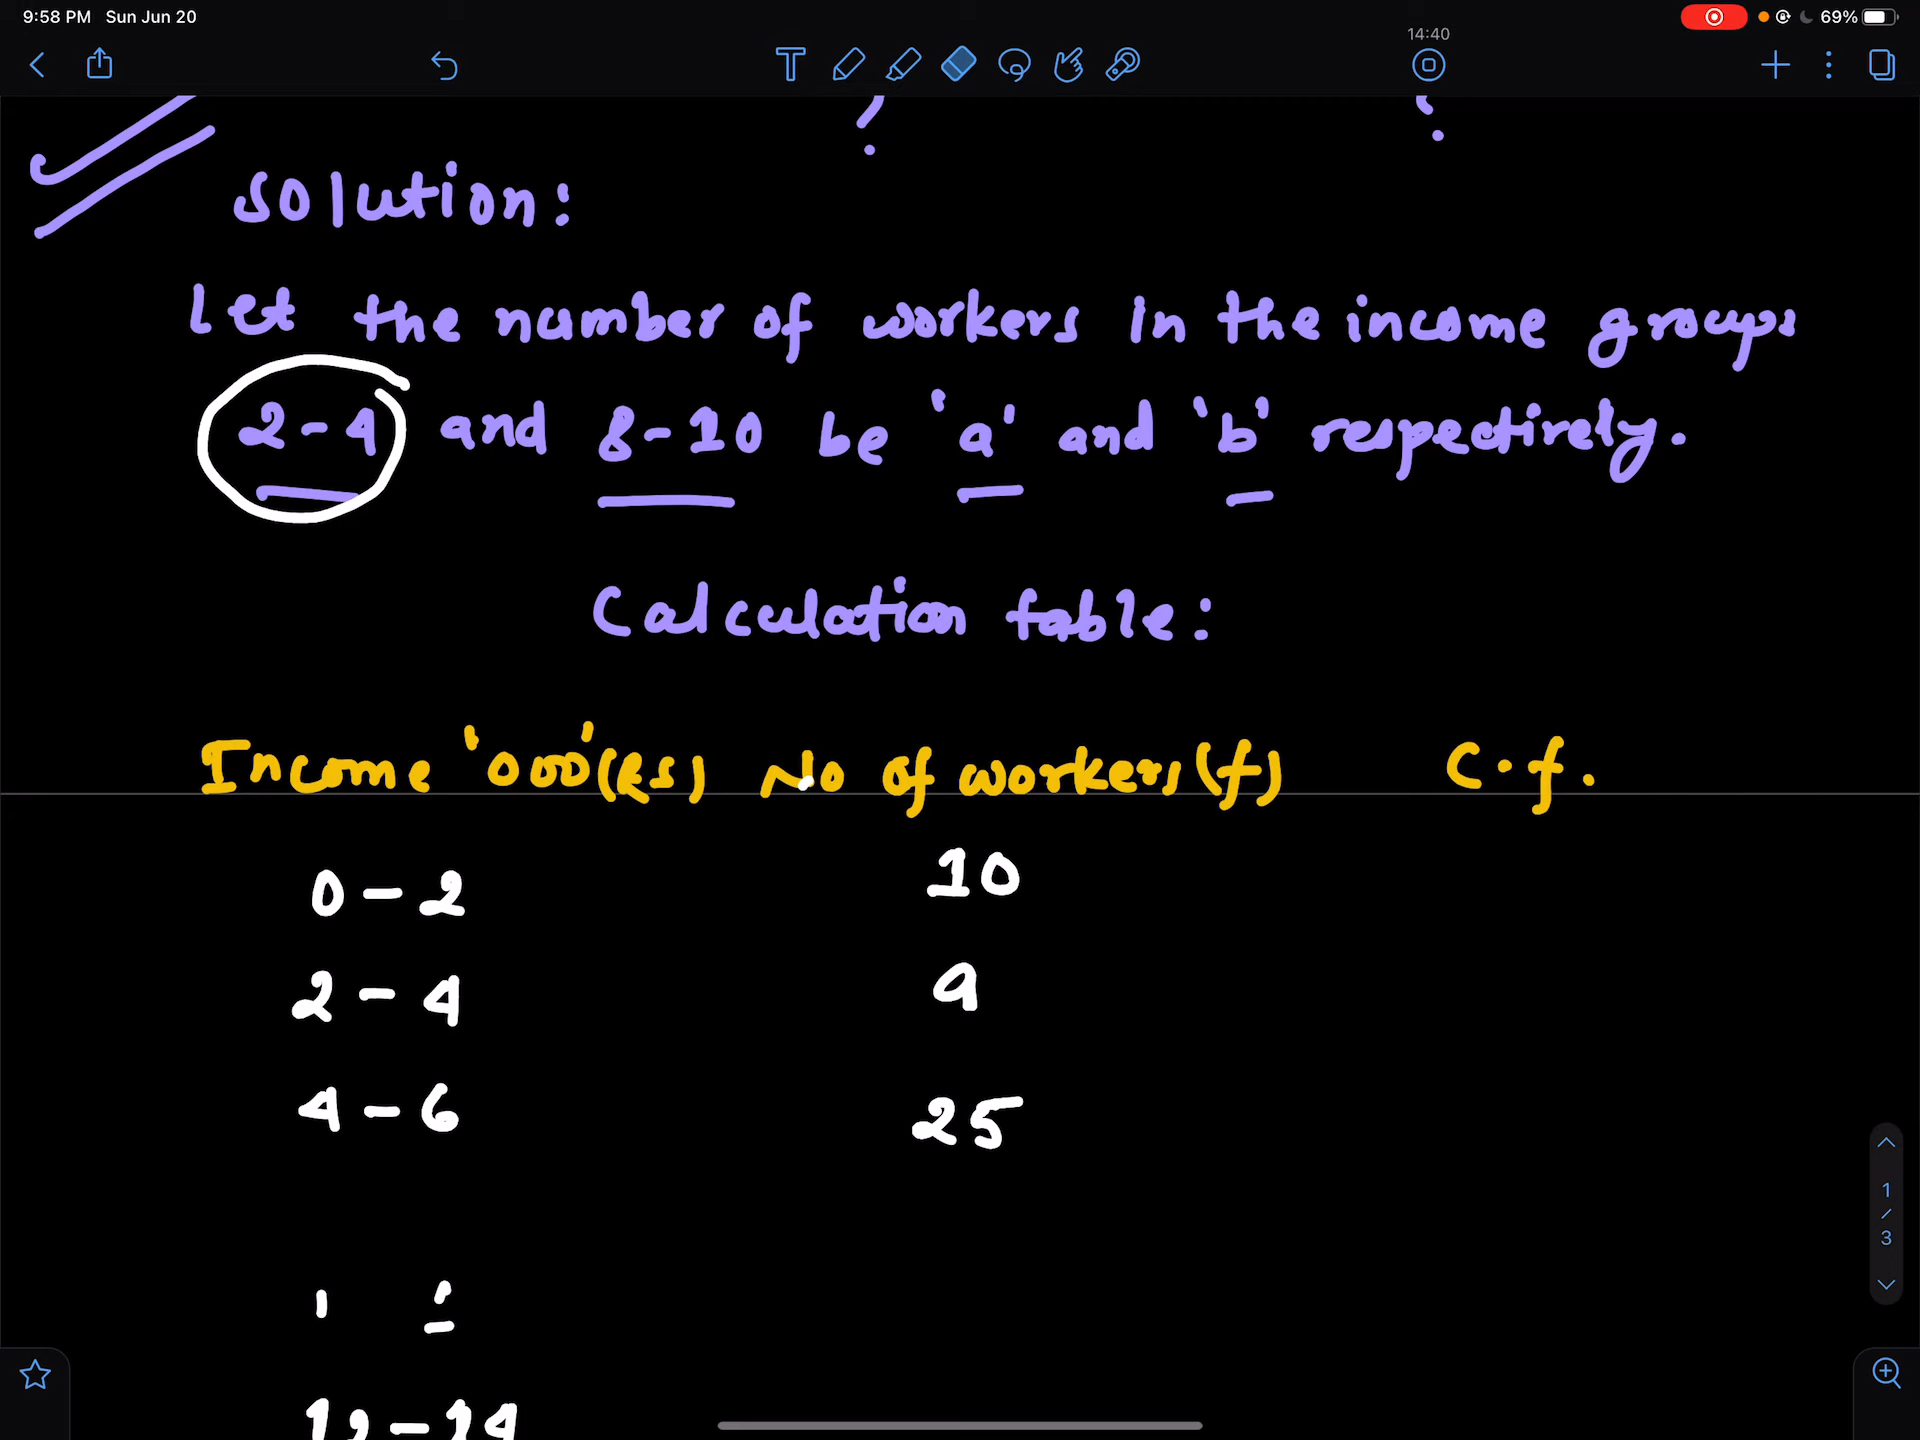 9:58 PM Sun Jun 20
69%
14:40
Solution:
Let the number of workers in the income groups
2-4 and 8-10 be 'a' and 'b' respectively.
Calculation table:
Income '000'(Rs) No of workers (f) C.f.
0-2 10
2-4 a
4-6 25
12-14
1
/
3